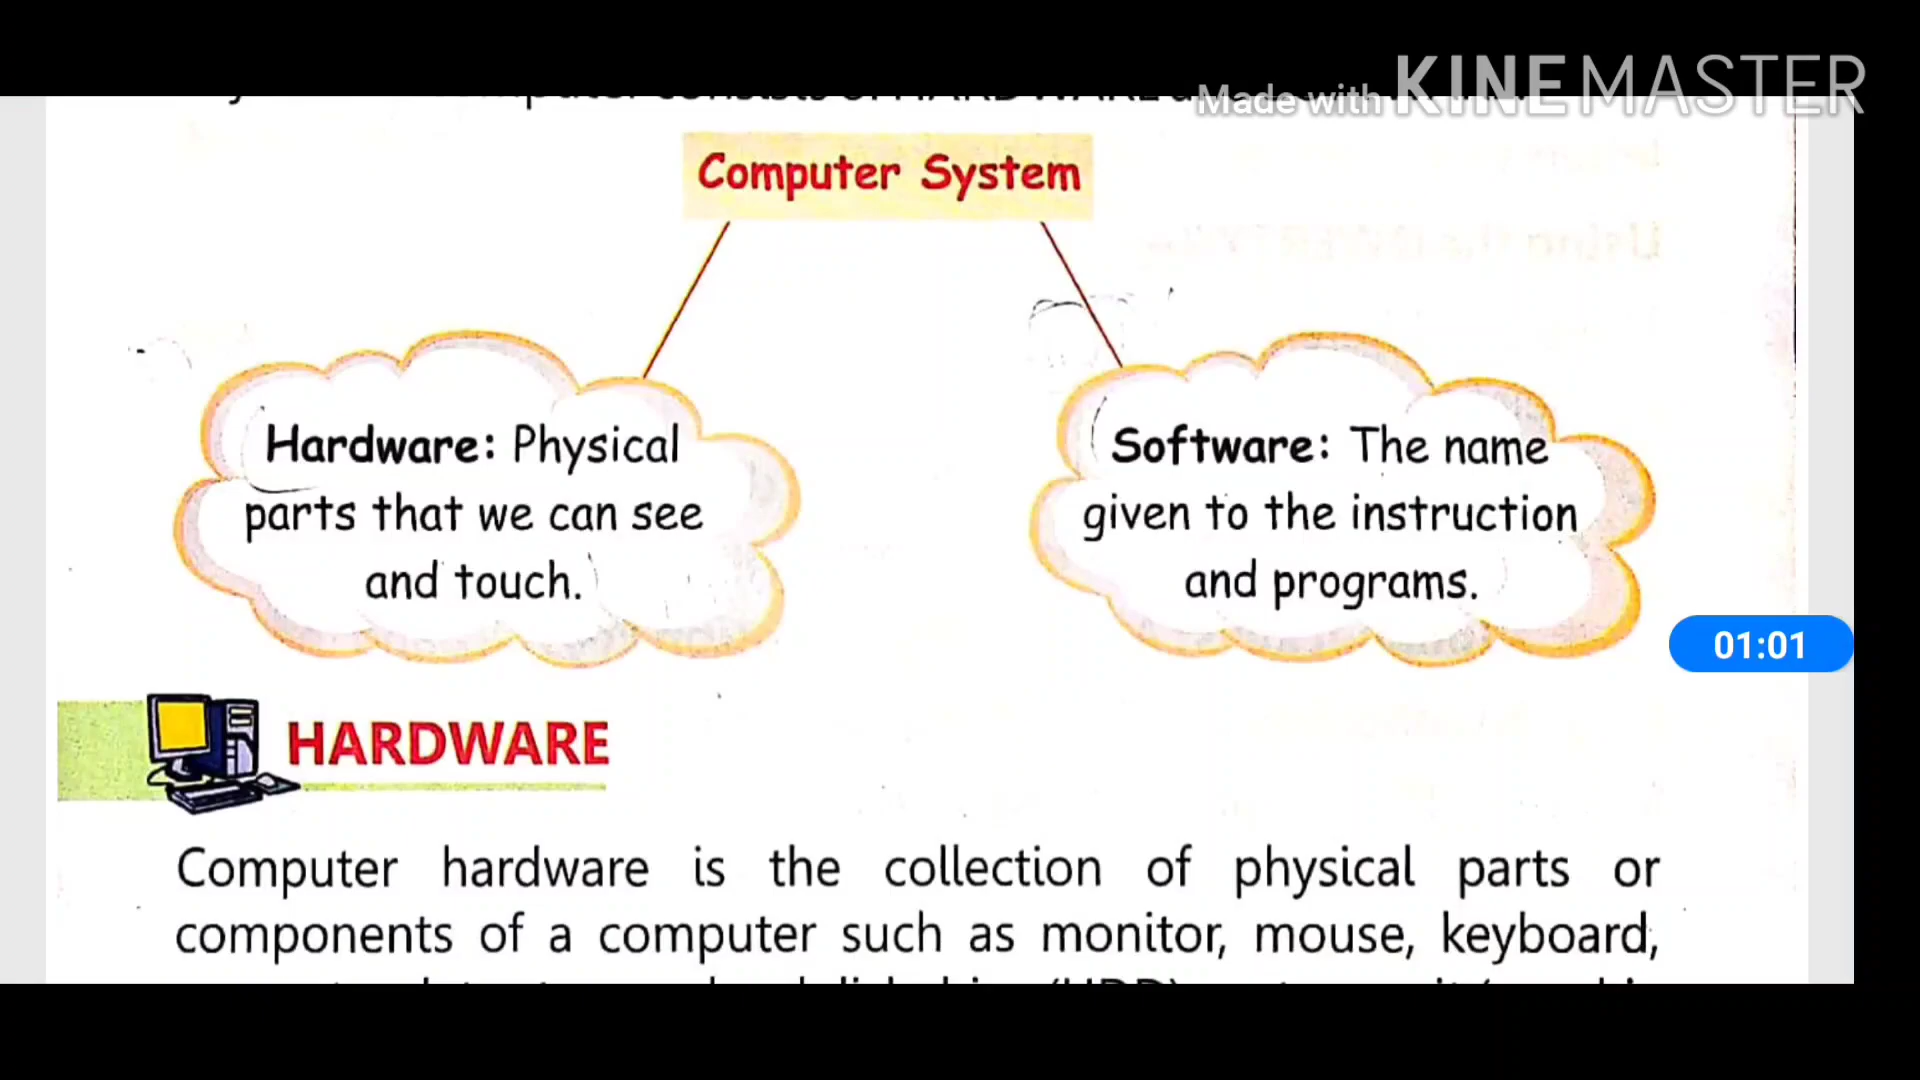 Made with KINEMASTER
Computer System
Hardware: Physical
parts that we can see
and touch.
Software: The name
given to the instruction
and programs.
01:01
HARDWARE
Computer hardware is the collection of physical parts or
components of a computer such as monitor, mouse, keyboard,